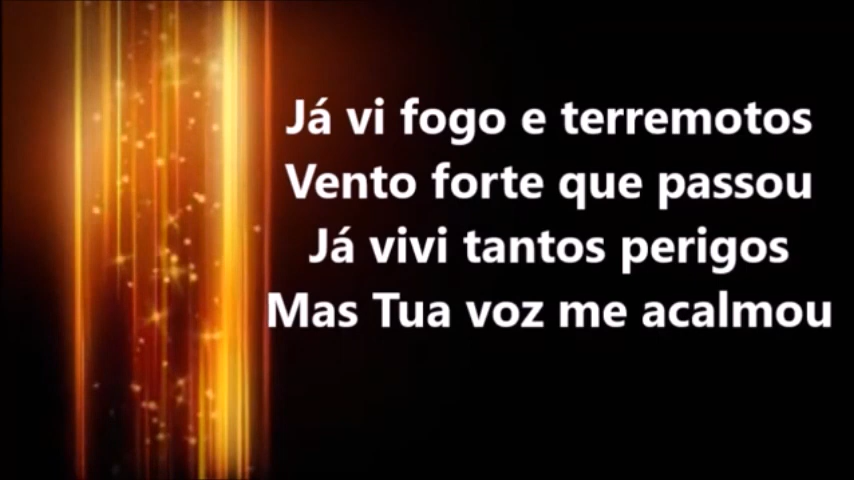 Já vi fogo e terremotos
Vento forte que passou
Já vivi tantos perigos
Mas Tua voz me acalmou